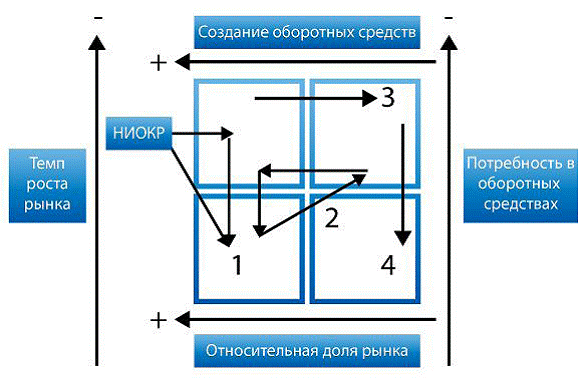 -
Создание оборотных средств
-
+
3
НИОКР
Темп
роста
рынка
Потребность в
оборотных
средствах
2
1
4
+
Относительная доля рынка